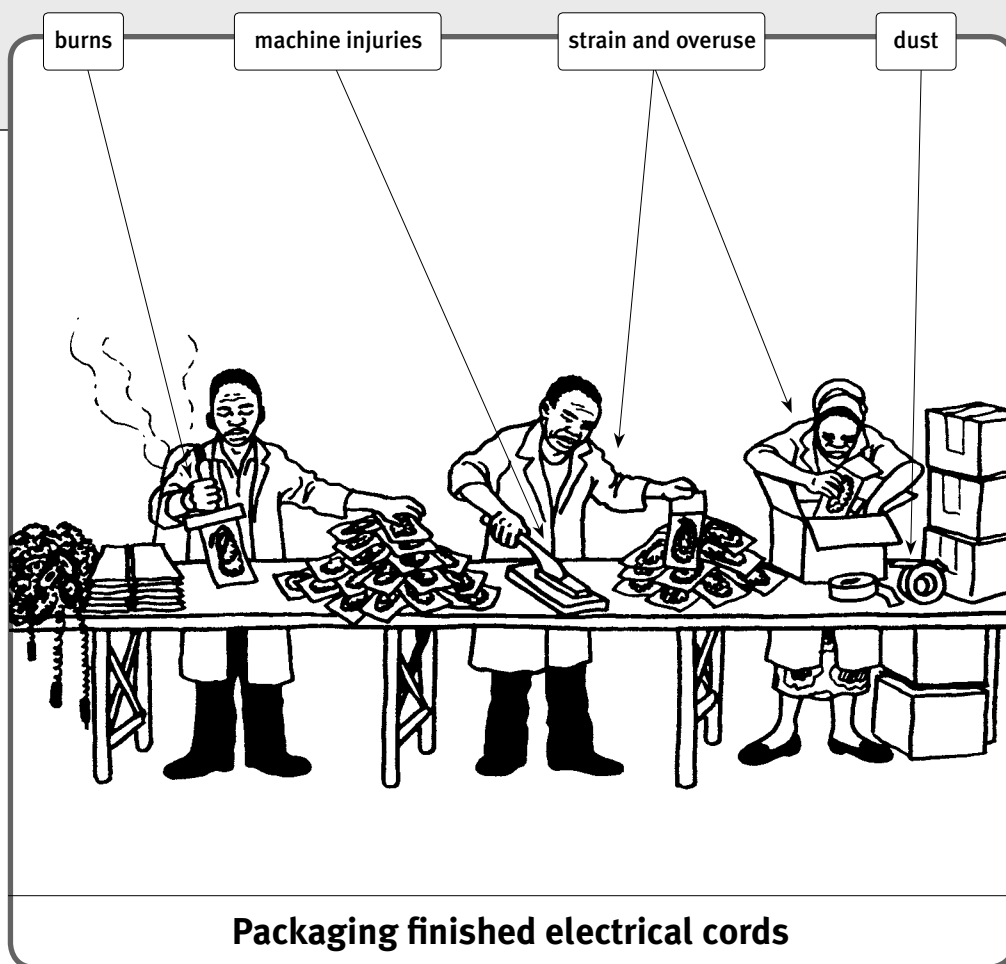 burns
machine injuries
strain and overuse
dust
Packaging finished electrical cords